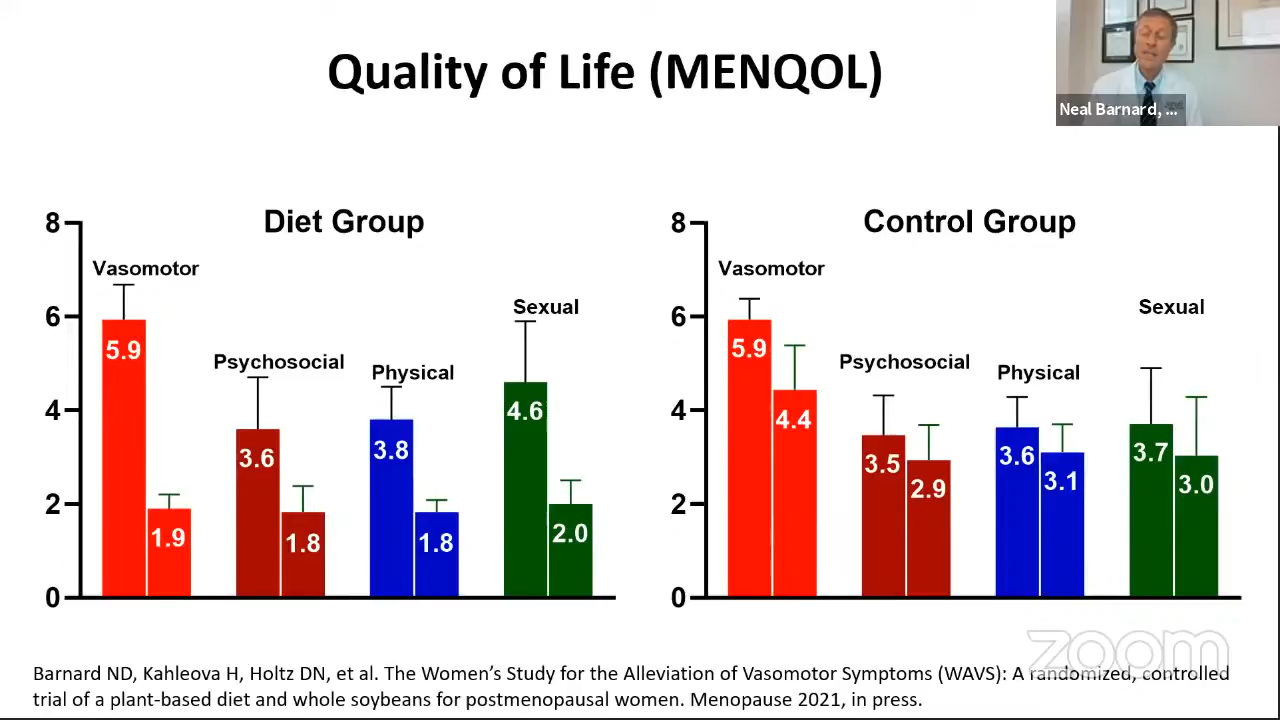 Quality of Life (MENQOL)
Neal Barnard, ...
Diet Group
8
6
4
2
0
Vasomotor
5.9
1.9
Psychosocial
3.6
1.8
Physical
3.8
1.8
Sexual
4.6
2.0
Control Group
8
6
4
2
0
Vasomotor
5.9
4.4
Psychosocial
3.5
2.9
Physical
3.6
3.1
Sexual
3.7
3.0
zoom
Barnard ND, Kahleova H, Holtz DN, et al. The Women’s Study for the Alleviation of Vasomotor Symptoms (WAVS): A randomized, controlled
trial of a plant-based diet and whole soybeans for postmenopausal women. Menopause 2021, in press.